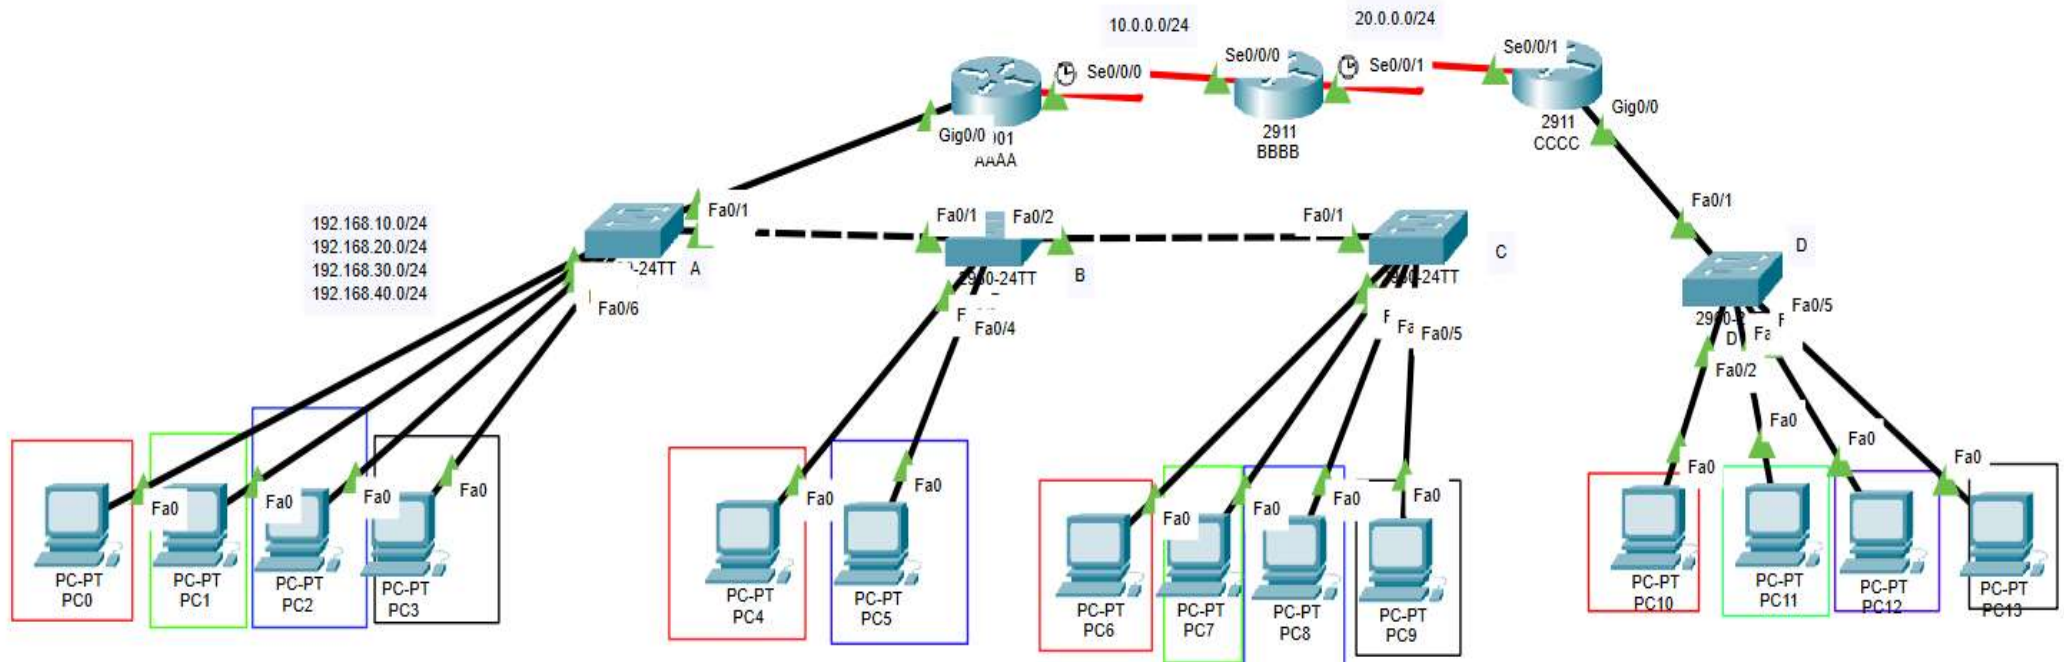 10.0.0.0/24
20.0.0.0/24
Se0/0/0
Se0/0/0
Se0/0/1
Se0/0/1
Gig0/0
AAAA
2911
BBBB
2911
CCCC
Gig0/0
192.168.10.0/24
192.168.20.0/24
192.168.30.0/24
192.168.40.0/24
Fa0/1
A
Fa0/6
Fa0/1
Fa0/2
B
Fa0/4
Fa0/1
C
Fa0/5
Fa0/1
D
Fa0/5
D
Fa0/2
Fa0
Fa0
Fa0
Fa0
Fa0
Fa0
Fa0
Fa0
Fa0
Fa0
Fa0
Fa0
Fa0
Fa0
PC-PT
PC0
PC-PT
PC1
PC-PT
PC2
PC-PT
PC3
PC-PT
PC4
PC-PT
PC5
PC-PT
PC6
PC-PT
PC7
PC-PT
PC8
PC-PT
PC9
PC-PT
PC10
PC-PT
PC11
PC-PT
PC12
PC-PT
PC13